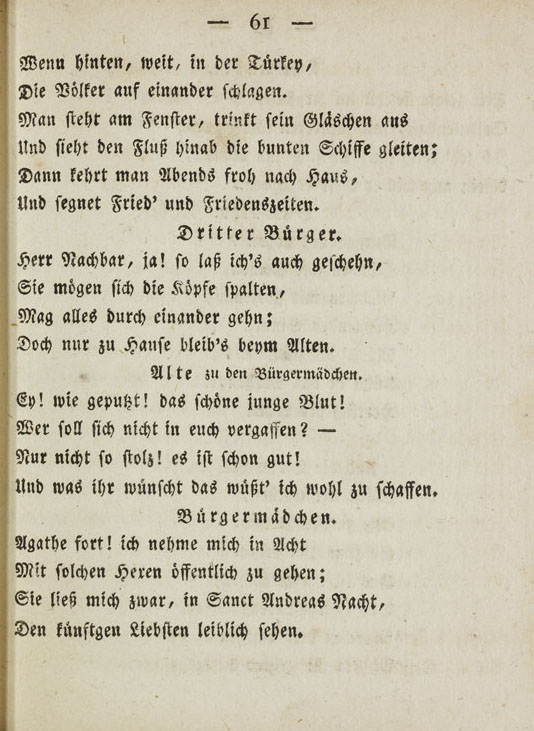 — 61 —
Wenn hinten, weit, in der Türkey,
Die Völker auf einander schlagen.
Man steht am Fenster, trinkt sein Gläschen aus
Und sieht den Fluß hinab die bunten Schiffe gleiten;
Dann kehrt man Abends froh nach Haus,
Und segnet Fried' und Friedenszeiten.
Dritter Bürger.
Herr Nachbar, ja! so laß ich's auch geschehn,
Sie mögen sich die Köpfe spalten,
Mag alles durch einander gehn;
Doch nur zu Hause bleib's beym Alten.
Alte zu den Bürgermädchen.
Ey! wie geputzt! das schöne junge Blut!
Wer soll sich nicht in euch vergaffen? —
Nur nicht so stolz! es ist schon gut!
Und was ihr wünscht das wüßt' ich wohl zu schaffen.
Bürgermädchen.
Agathe fort! ich nehme mich in Acht
Mit solchen Hexen öffentlich zu gehen;
Sie ließ mich zwar, in Sanct Andreas Nacht,
Den künftgen Liebsten leiblich sehen.